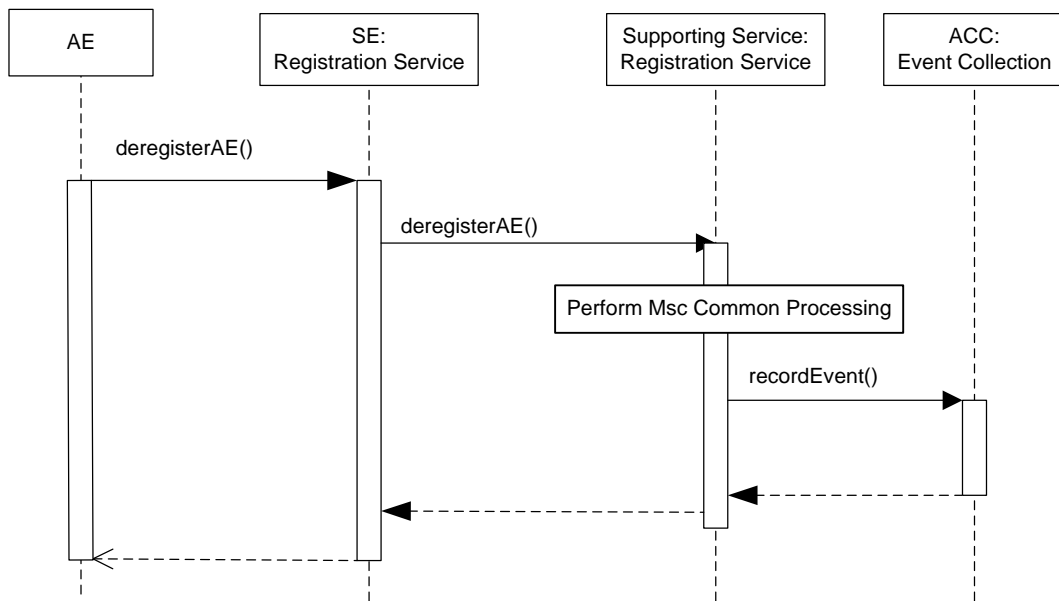 AE
SE:
Registration Service
Supporting Service:
Registration Service
ACC:
Event Collection
deregisterAE()
deregisterAE()
Perform Msc Common Processing
recordEvent()